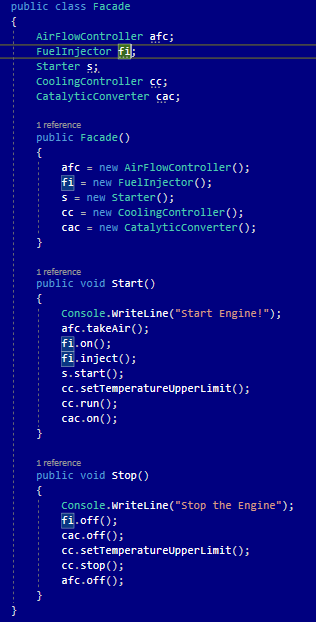 public class Facade
{
AirFlowController afc;
FuelInjector fi;
Starter s;
CoolingController cc;
CatalyticConverter cac;
1 reference
public Facade()
{
afc = new AirFlowController();
fi = new FuelInjector();
s = new Starter();
cc = new CoolingController();
cac = new CatalyticConverter();
}
1 reference
public void Start()
{
Console.WriteLine("Start Engine!");
afc.takeAir();
fi.on();
fi.inject();
s.start();
cc.setTemperatureUpperLimit();
cc.run();
cac.on();
}
1 reference
public void Stop()
{
Console.WriteLine("Stop the Engine");
fi.off();
cac.off();
cc.setTemperatureUpperLimit();
cc.stop();
afc.off();
}
}